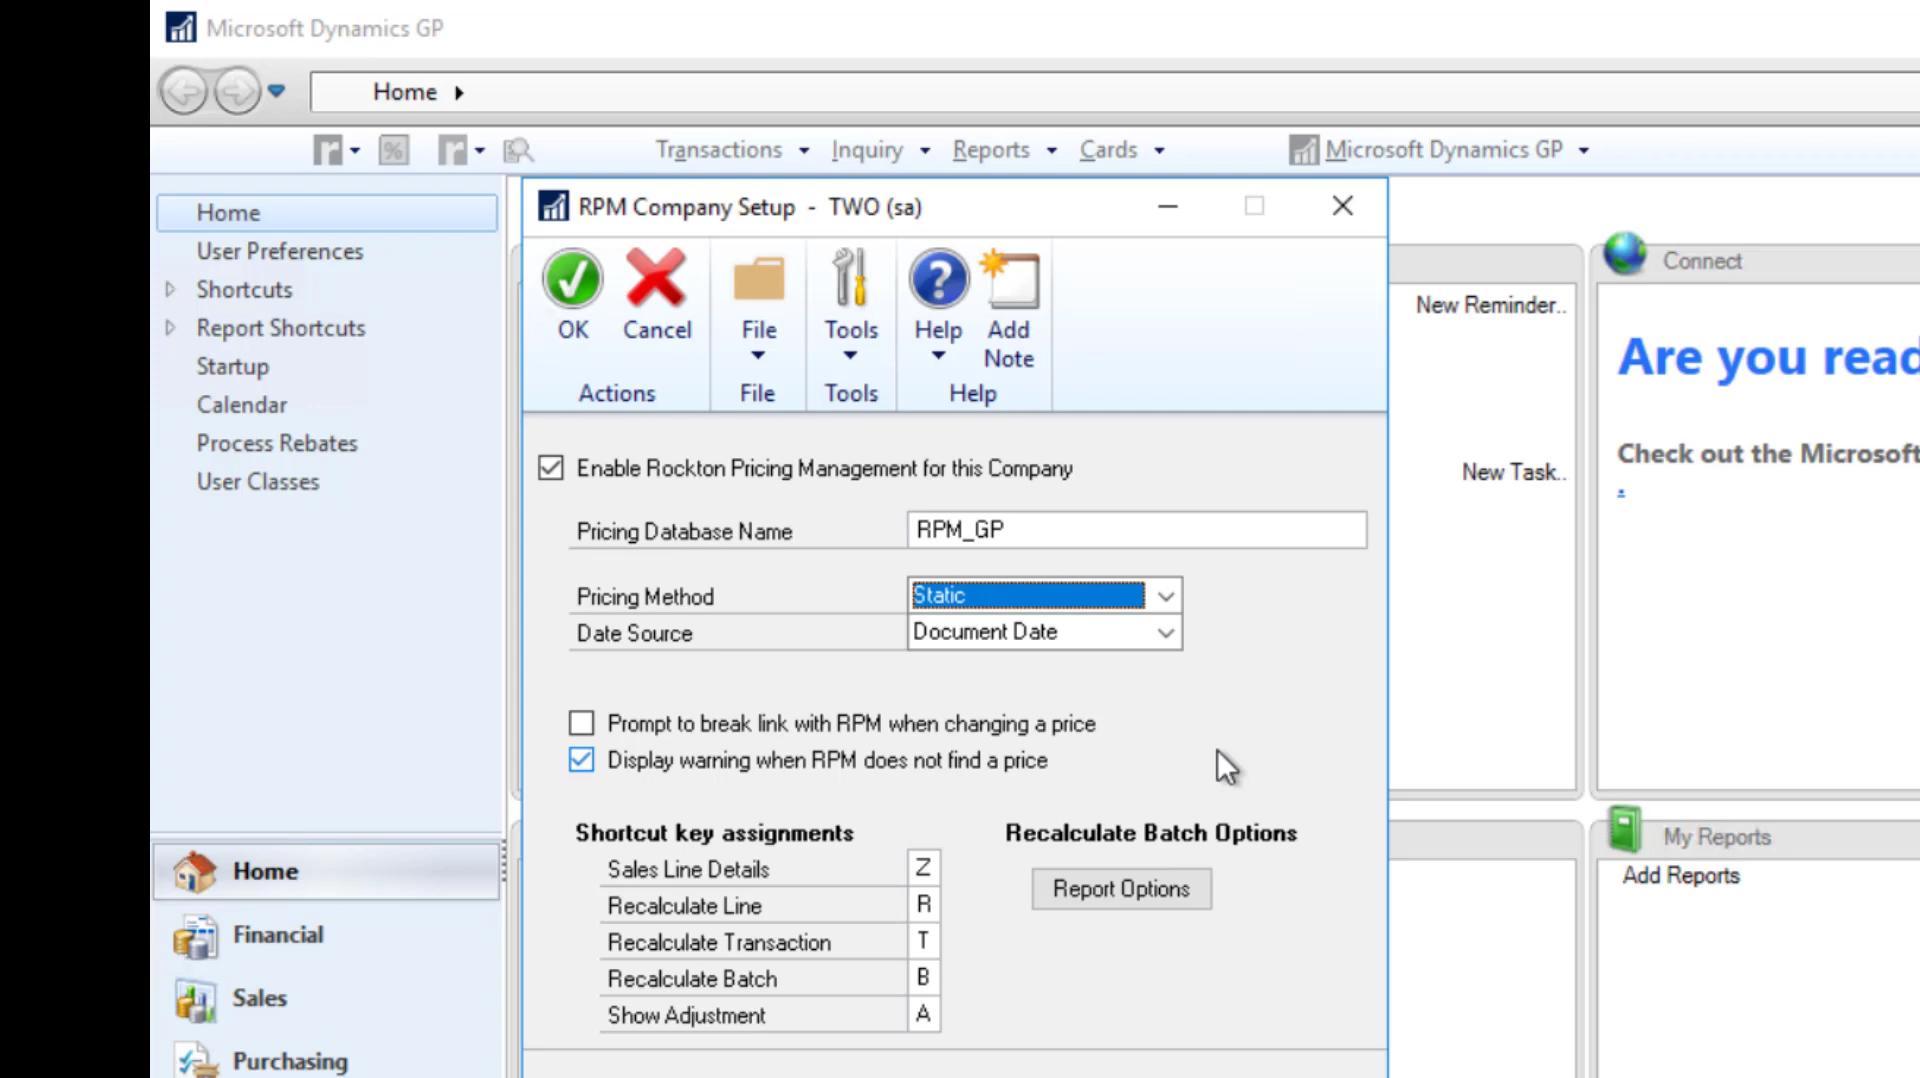 Microsoft Dynamics GP
Home
Transactions Inquiry Reports Cards Microsoft Dynamics GP
Home
User Preferences
Shortcuts
Report Shortcuts
Startup
Calendar
Process Rebates
User Classes
Home
Financial
Sales
Purchasing
RPM Company Setup - TWO (sa)
OK Cancel File Tools Help Add Note
Actions File Tools Help
Enable Rockton Pricing Management for this Company
Pricing Database Name RPM_GP
Pricing Method Static
Date Source Document Date
Prompt to break link with RPM when changing a price
Display warning when RPM does not find a price
Shortcut key assignments
Sales Line Details Z
Recalculate Line R
Recalculate Transaction T
Recalculate Batch B
Show Adjustment A
Recalculate Batch Options
Report Options
New Reminder..
New Task..
Connect
Are you read
Check out the Microsoft
.
My Reports
Add Reports